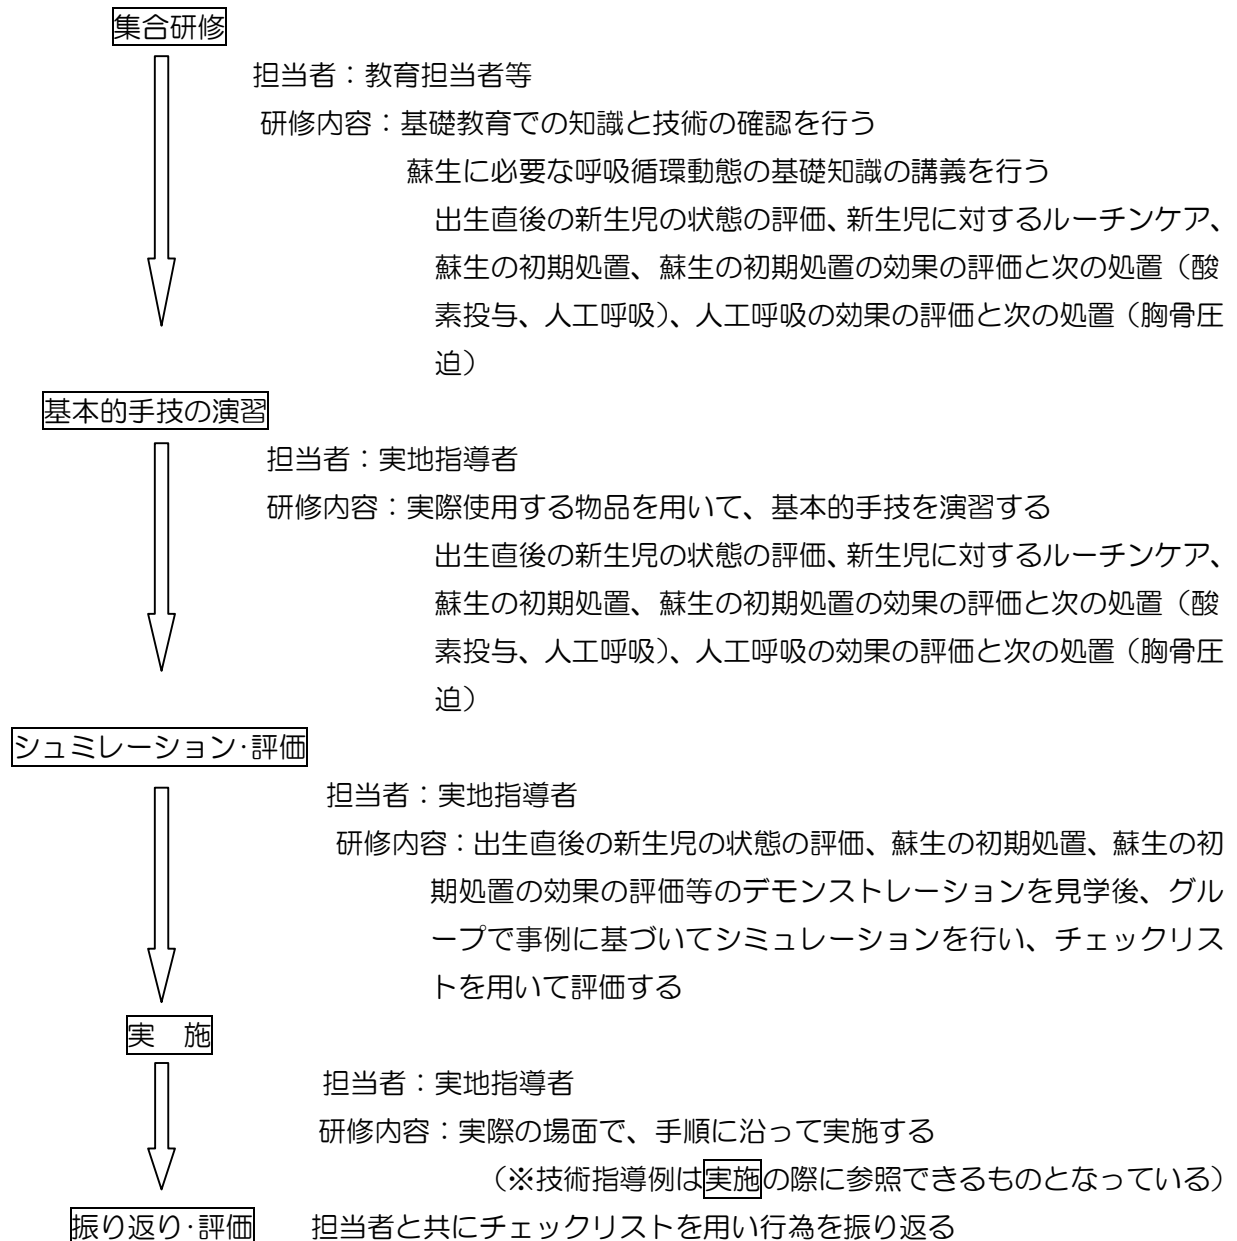 集合研修
担当者：教育担当者等
研修内容：基礎教育での知識と技術の確認を行う
蘇生に必要な呼吸循環動態の基礎知識の講義を行う
出生直後の新生児の状態の評価、新生児に対するルーチンケア、
蘇生の初期処置、蘇生の初期処置の効果の評価と次の処置（酸
素投与、人工呼吸）、人工呼吸の効果の評価と次の処置（胸骨圧
迫）
基本的手技の演習
担当者：実地指導者
研修内容：実際使用する物品を用いて、基本的手技を演習する
出生直後の新生児の状態の評価、新生児に対するルーチンケア、
蘇生の初期処置、蘇生の初期処置の効果の評価と次の処置（酸
素投与、人工呼吸）、人工呼吸の効果の評価と次の処置（胸骨圧
迫）
シュミレーション･評価
担当者：実地指導者
研修内容：出生直後の新生児の状態の評価、蘇生の初期処置、蘇生の初
期処置の効果の評価等のデモンストレーションを見学後、グル
ープで事例に基づいてシミュレーションを行い、チェックリス
トを用いて評価する
実　施
担当者：実地指導者
研修内容：実際の場面で、手順に沿って実施する
（※技術指導例は実施の際に参照できるものとなっている）
振り返り･評価　担当者と共にチェックリストを用い行為を振り返る